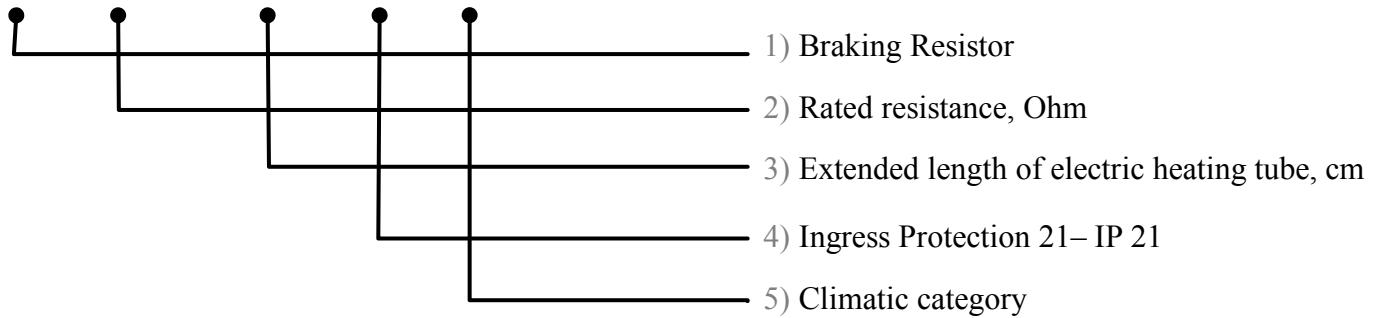 1) Braking Resistor
2) Rated resistance, Ohm
3) Extended length of electric heating tube, cm
4) Ingress Protection 21– IP 21
5) Climatic category